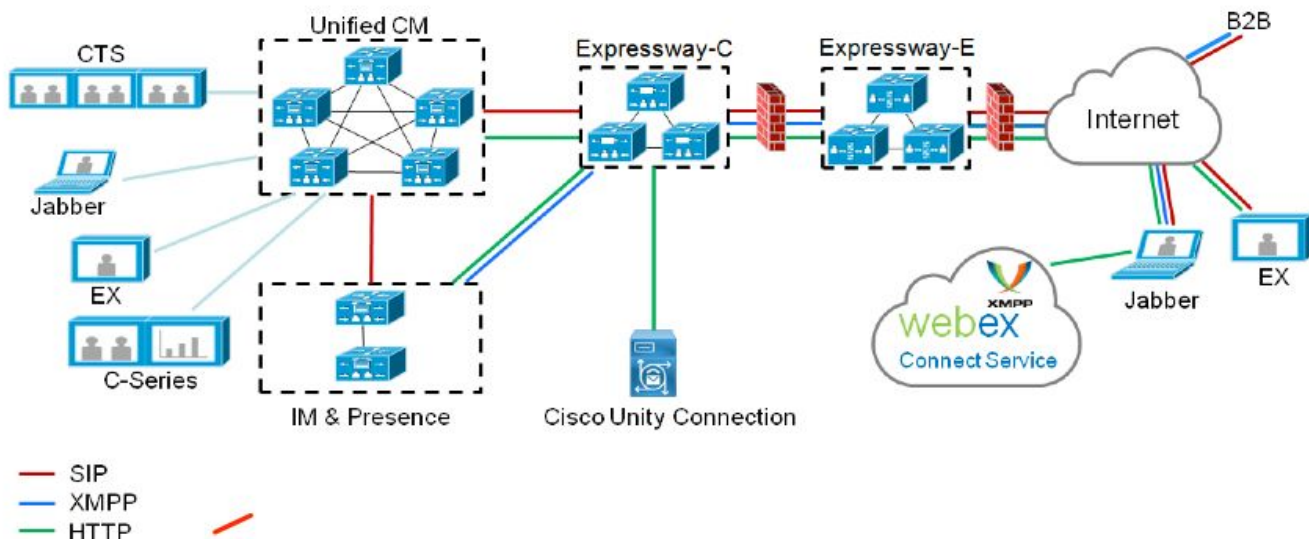 Unified CM
B2B
CTS
Expressway-C
Expressway-E
Internet
Jabber
EX
XMPP
webex
Connect Service
Jabber
EX
C-Series
IM & Presence
Cisco Unity Connection
SIP
XMPP
HTTP